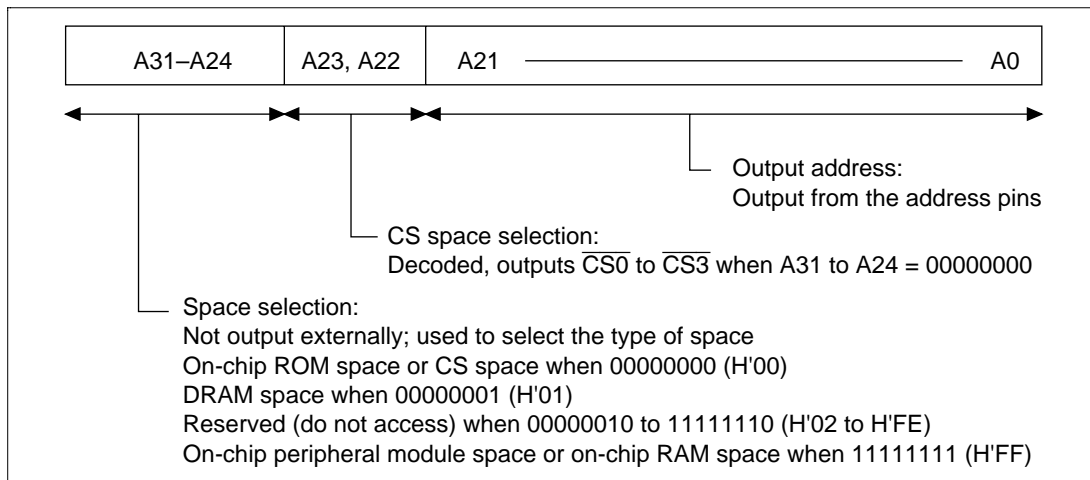 A31–A24 A23, A22 A21 A0
Output address:
Output from the address pins
CS space selection:
Decoded, outputs C̅S̅0̅ to C̅S̅3̅ when A31 to A24 = 00000000
Space selection:
Not output externally; used to select the type of space
On-chip ROM space or CS space when 00000000 (H'00)
DRAM space when 00000001 (H'01)
Reserved (do not access) when 00000010 to 11111110 (H'02 to H'FE)
On-chip peripheral module space or on-chip RAM space when 11111111 (H'FF)